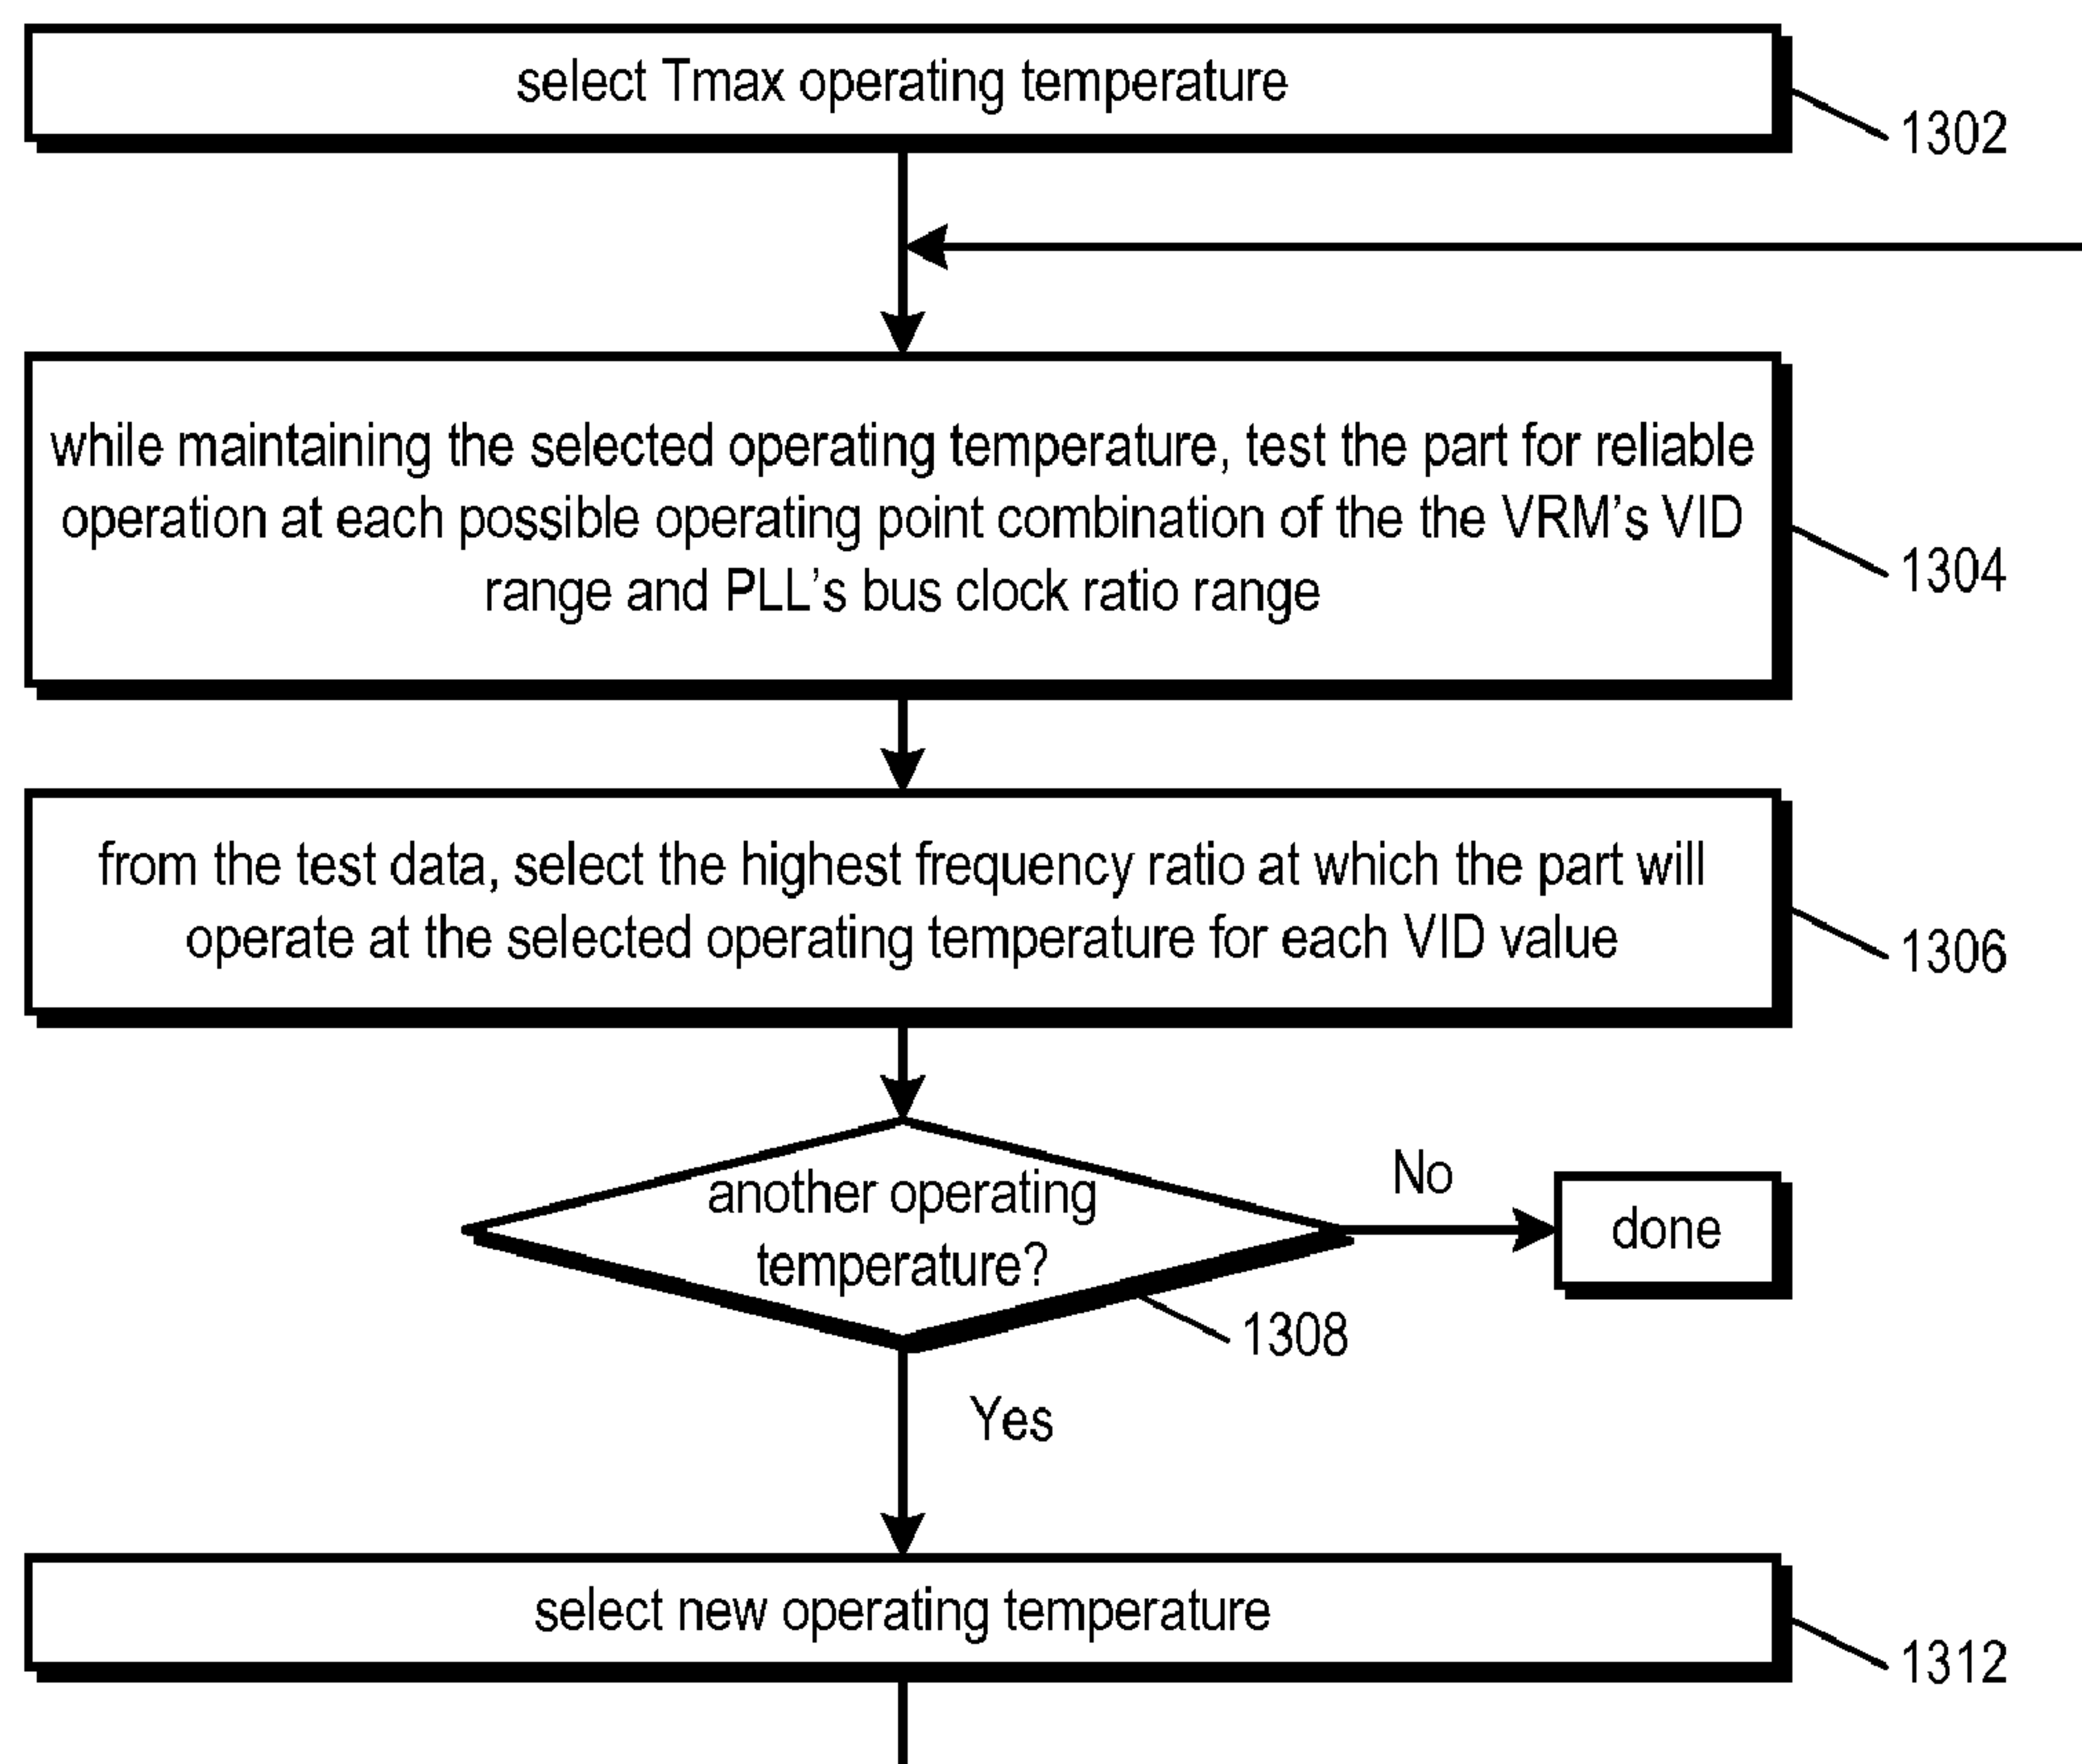 select Tmax operating temperature
1302
while maintaining the selected operating temperature, test the part for reliable
operation at each possible operating point combination of the the VRM's VID
range and PLL's bus clock ratio range
1304
from the test data, select the highest frequency ratio at which the part will
operate at the selected operating temperature for each VID value
1306
another operating
temperature?
No
done
1308
Yes
select new operating temperature
1312